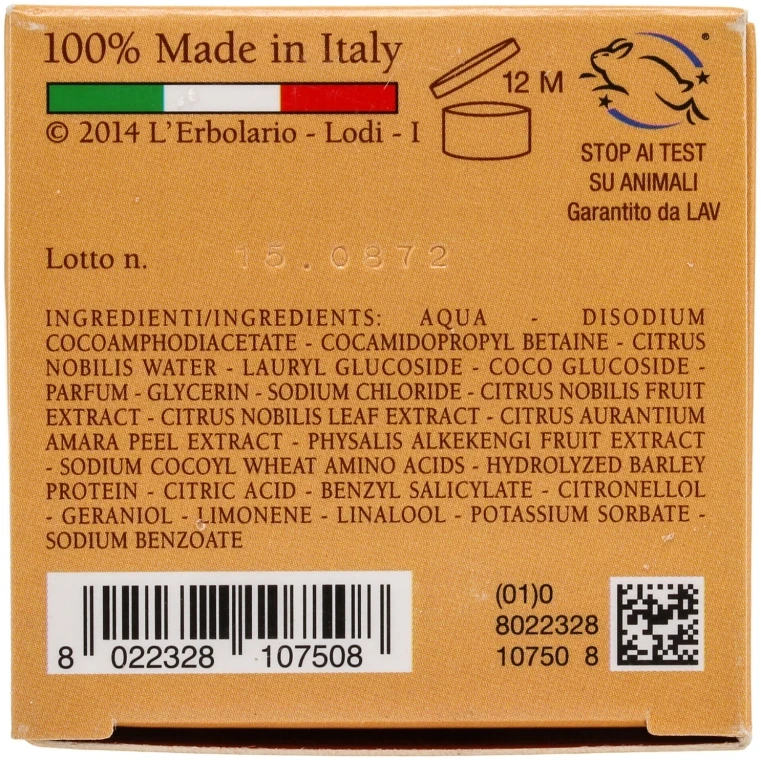 100% Made in Italy
© 2014 L'Erbolario - Lodi - I
12 M
®
STOP AI TEST
SU ANIMALI
Garantito da LAV
Lotto n. 15.0872
INGREDIENTI/INGREDIENTS: AQUA - DISODIUM
COCOAMPHODIACETATE - COCAMIDOPROPYL BETAINE - CITRUS
NOBILIS WATER - LAURYL GLUCOSIDE - COCO GLUCOSIDE -
PARFUM - GLYCERIN - SODIUM CHLORIDE - CITRUS NOBILIS FRUIT
EXTRACT - CITRUS NOBILIS LEAF EXTRACT - CITRUS AURANTIUM
AMARA PEEL EXTRACT - PHYSALIS ALKEKENGI FRUIT EXTRACT
- SODIUM COCOYL WHEAT AMINO ACIDS - HYDROLYZED BARLEY
PROTEIN - CITRIC ACID - BENZYL SALICYLATE - CITRONELLOL
- GERANIOL - LIMONENE - LINALOOL - POTASSIUM SORBATE -
SODIUM BENZOATE
8 022328 107508
(01)0
8022328
10750 8